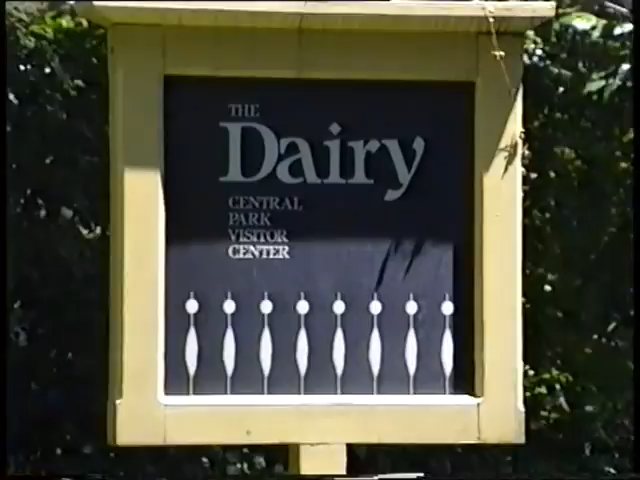 THE
Dairy
CENTRAL
PARK
VISITOR
CENTER